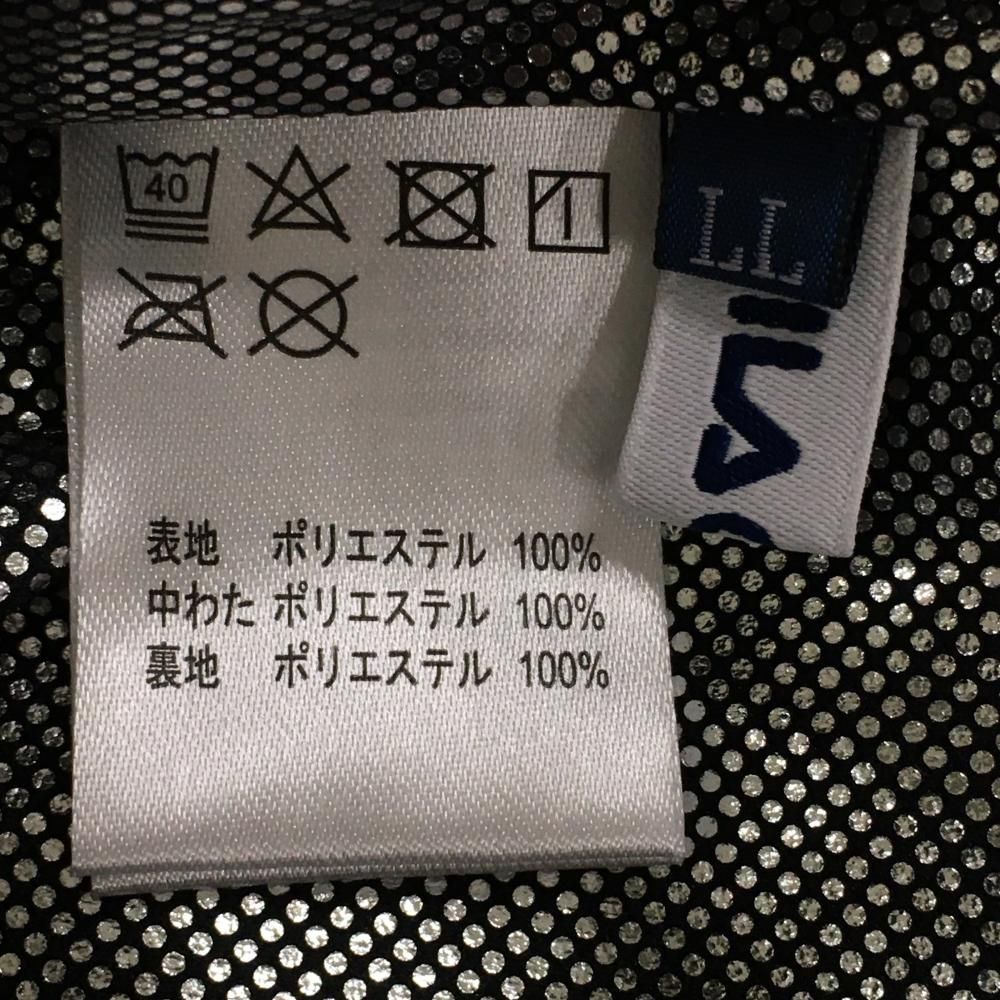 40
LL
ILA
表地 ポリエステル 100%
中わた ポリエステル 100%
裏地 ポリエステル 100%